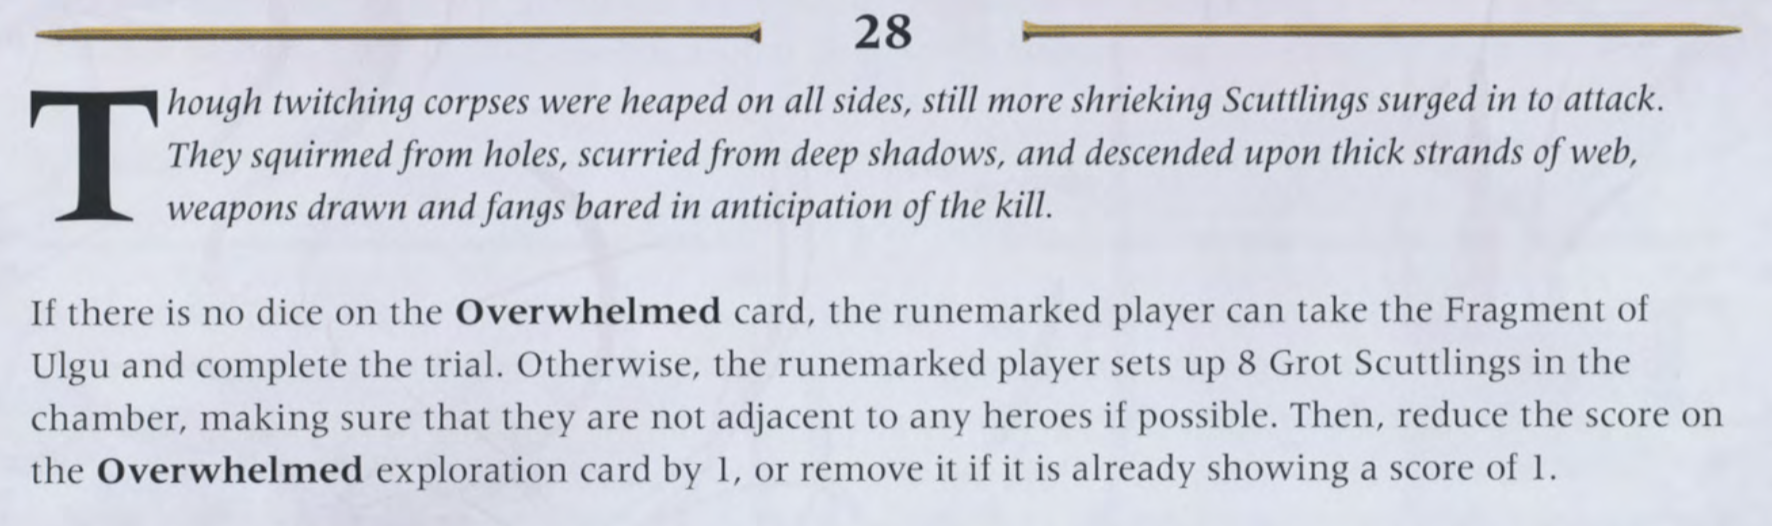 28
Though twitching corpses were heaped on all sides, still more shrieking Scuttlings surged in to attack.
They squirmed from holes, scurried from deep shadows, and descended upon thick strands of web,
weapons drawn and fangs bared in anticipation of the kill.
If there is no dice on the Overwhelmed card, the runemarked player can take the Fragment of
Ulgu and complete the trial. Otherwise, the runemarked player sets up 8 Grot Scuttlings in the
chamber, making sure that they are not adjacent to any heroes if possible. Then, reduce the score on
the Overwhelmed exploration card by 1, or remove it if it is already showing a score of 1.